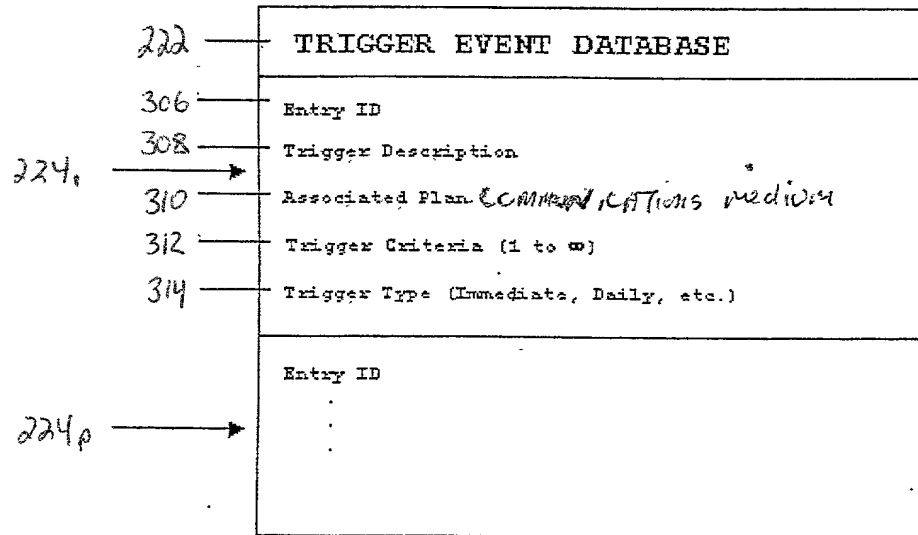 222 TRIGGER EVENT DATABASE
306 Entry ID
308 Trigger Description
224₁
310 Associated Plan COMMUNICATIONS medium
312 Trigger Criteria (1 to ∞)
314 Trigger Type (Immediate, Daily, etc.)
Entry ID
224p